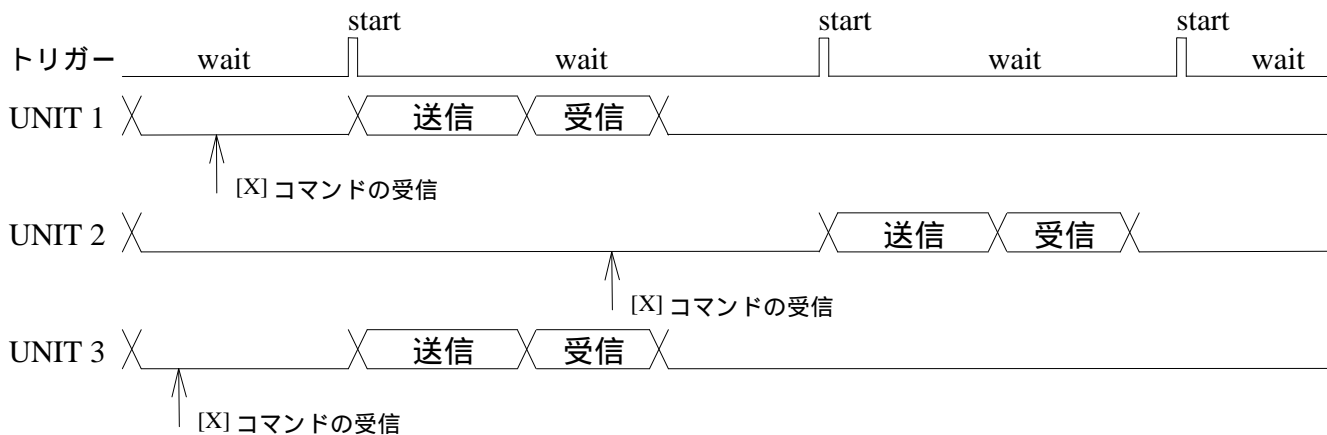 start start start
トリガー wait wait wait wait
UNIT 1 送信 受信
[X] コマンドの受信
UNIT 2 送信 受信
[X] コマンドの受信
UNIT 3 送信 受信
[X] コマンドの受信